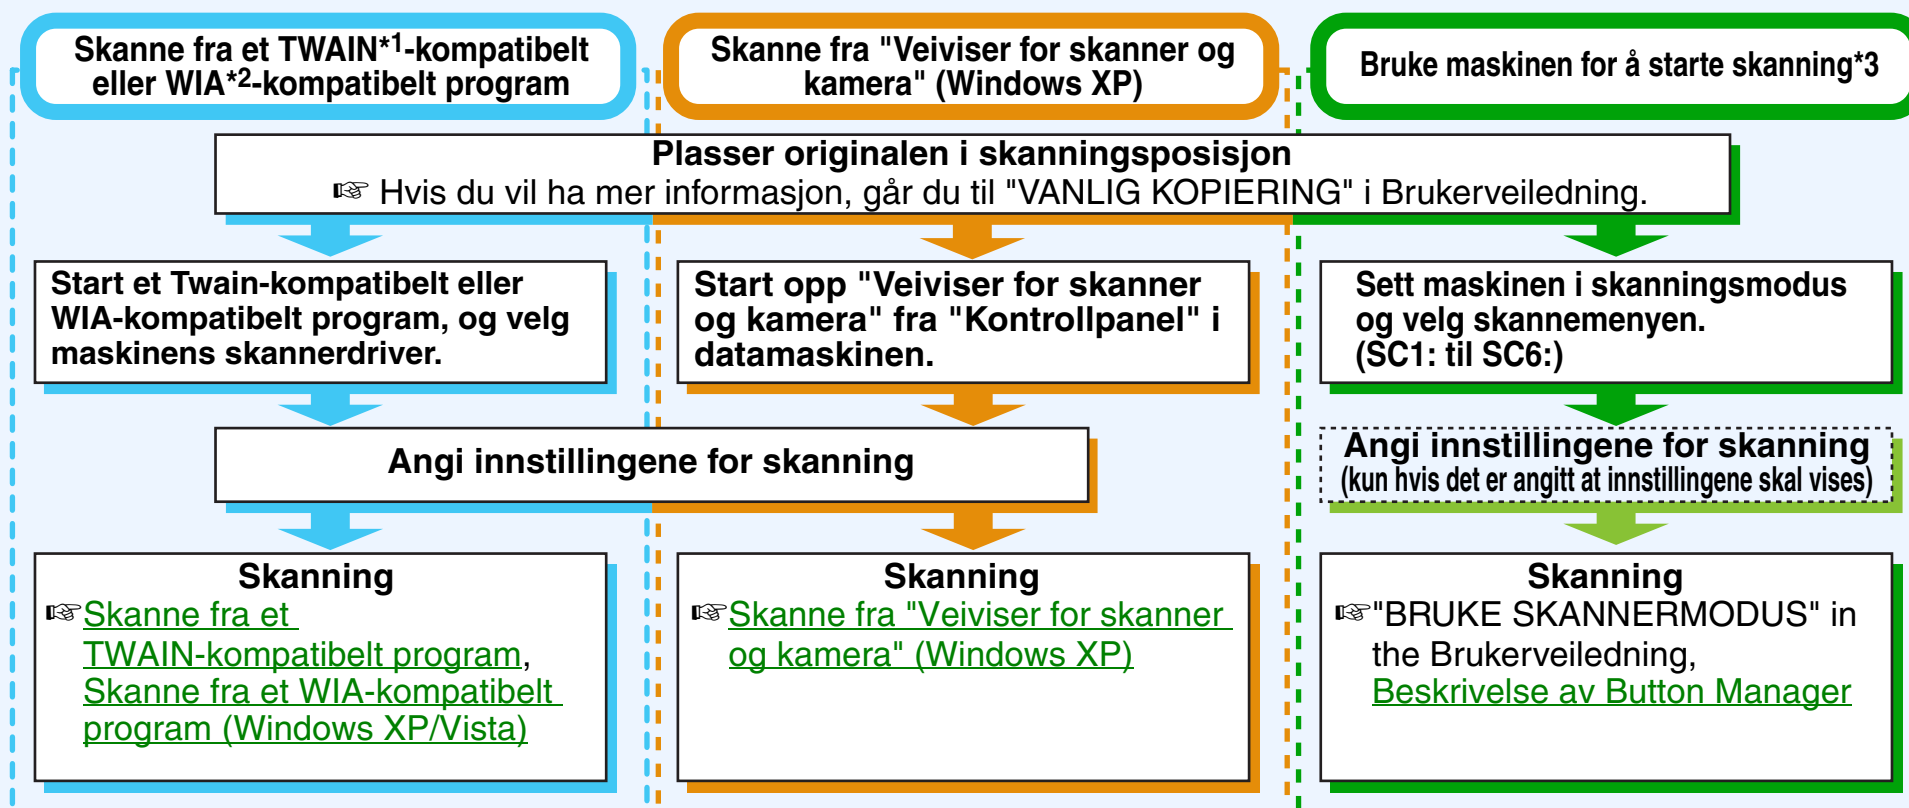 Skanne fra et TWAIN*1-kompatibelt
eller WIA*2-kompatibelt program
Skanne fra "Veiviser for skanner og
kamera" (Windows XP)
Bruke maskinen for å starte skanning*3
Plasser originalen i skanningsposisjon
☞ Hvis du vil ha mer informasjon, går du til "VANLIG KOPIERING" i Brukerveiledning.
Start et Twain-kompatibelt eller
WIA-kompatibelt program, og velg
maskinens skannerdriver.
Start opp "Veiviser for skanner
og kamera" fra "Kontrollpanel" i
datamaskinen.
Sett maskinen i skanningsmodus
og velg skannemenyen.
(SC1: til SC6:)
Angi innstillingene for skanning
Angi innstillingene for skanning
(kun hvis det er angitt at innstillingene skal vises)
Skanning
☞Skanne fra et
TWAIN-kompatibelt program,
Skanne fra et WIA-kompatibelt
program (Windows XP/Vista)
Skanning
☞Skanne fra "Veiviser for skanner
og kamera" (Windows XP)
Skanning
☞"BRUKE SKANNERMODUS" in
the Brukerveiledning,
Beskrivelse av Button Manager